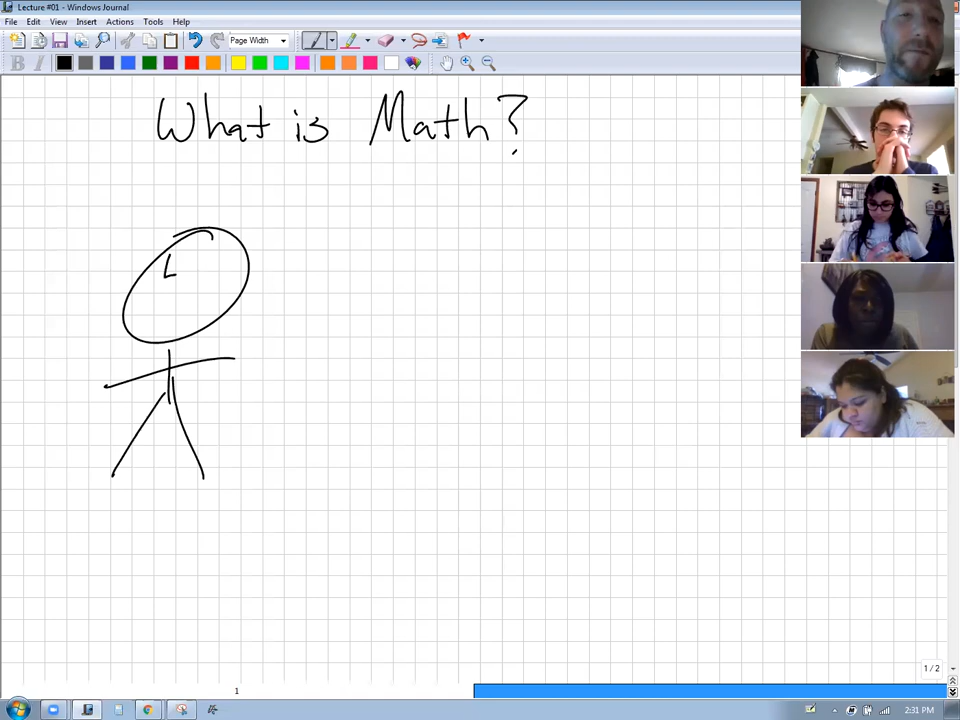 Lecture #01 - Windows Journal
File Edit View Insert Actions Tools Help
Page Width
B I
What is Math?
1 / 2
1
2:31 PM